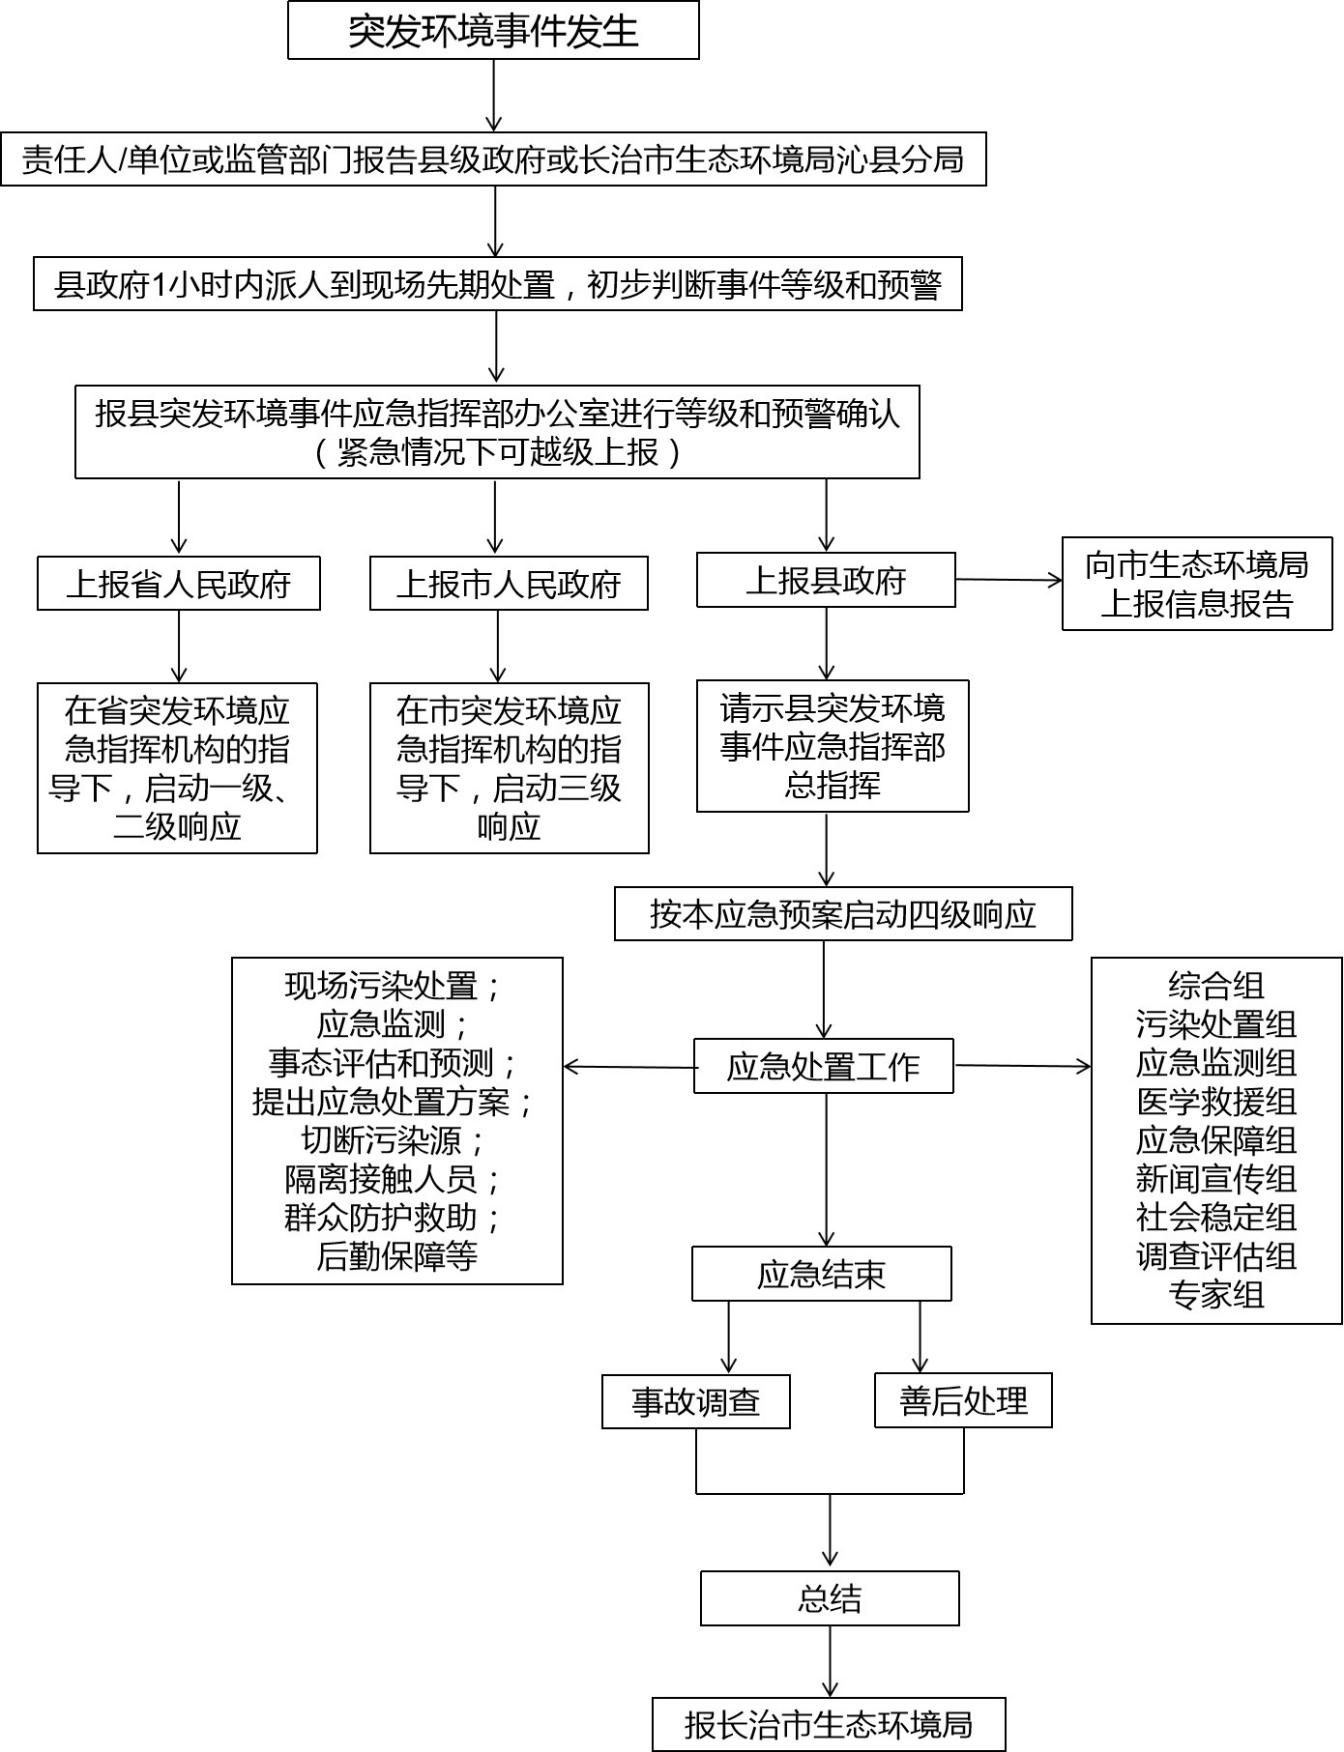 突发环境事件发生
责任人/单位或监管部门报告县级政府或长治市生态环境局沁县分局
县政府1小时内派人到现场先期处置，初步判断事件等级和预警
报县突发环境事件应急指挥部办公室进行等级和预警确认
（紧急情况下可越级上报）
上报省人民政府
上报市人民政府
上报县政府
向市生态环境局
上报信息报告
在省突发环境应
急指挥机构的指
导下，启动一级、
二级响应
在市突发环境应
急指挥机构的指
导下，启动三级
响应
请示县突发环境
事件应急指挥部
总指挥
按本应急预案启动四级响应
现场污染处置；
应急监测；
事态评估和预测；
提出应急处置方案；
切断污染源；
隔离接触人员；
群众防护救助；
后勤保障等
应急处置工作
综合组
污染处置组
应急监测组
医学救援组
应急保障组
新闻宣传组
社会稳定组
调查评估组
专家组
应急结束
事故调查
善后处理
总结
报长治市生态环境局